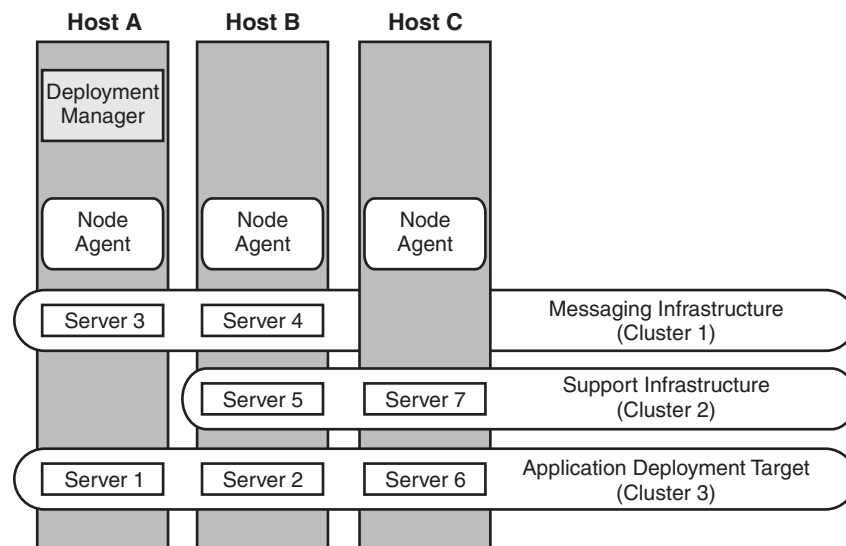 Host A
Host B
Host C
Deployment
Manager
Node
Agent
Node
Agent
Node
Agent
Server 3
Server 4
Messaging Infrastructure
(Cluster 1)
Server 5
Server 7
Support Infrastructure
(Cluster 2)
Server 1
Server 2
Server 6
Application Deployment Target
(Cluster 3)